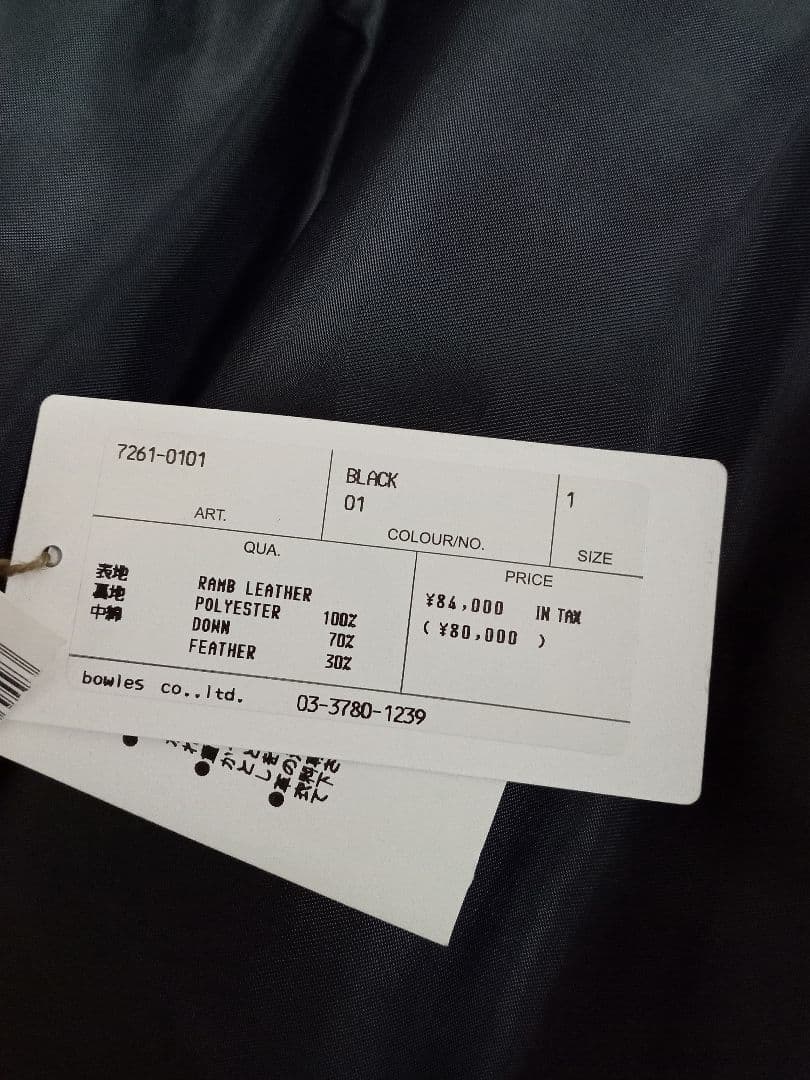 7261-0101
ART.
BLACK
01
COLOUR/NO.
1
SIZE
QUA.
表地 RAMB LEATHER
裏地 POLYESTER 100%
中綿 DOWN 70%
FEATHER 30%
PRICE
¥84,000 IN TAX
( ¥80,000 )
bowles co.,ltd. 03-3780-1239